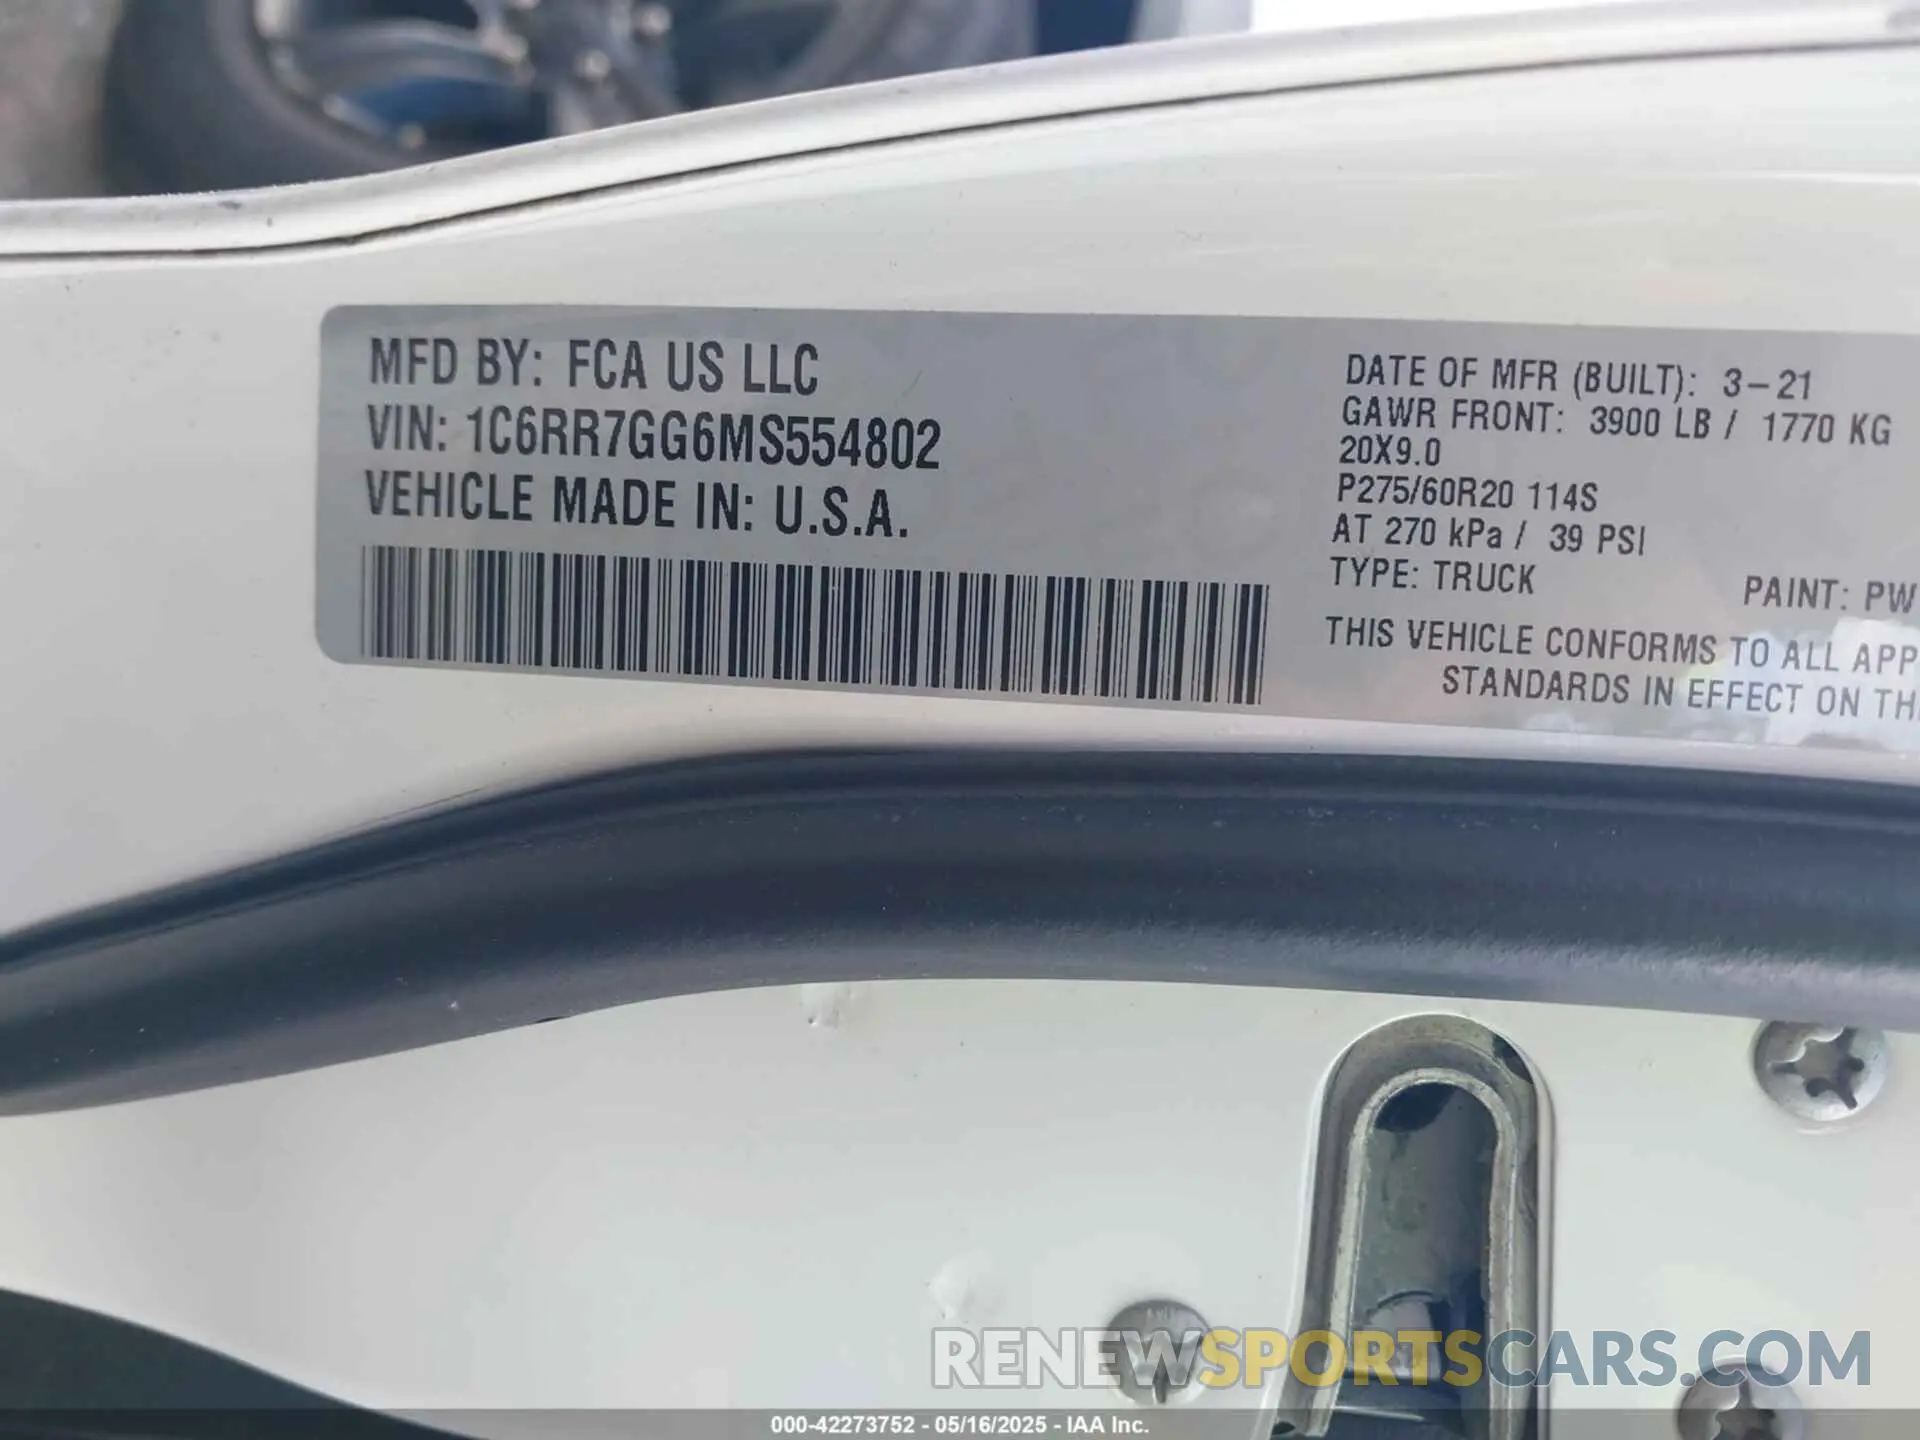 MFD BY: FCA US LLC
VIN: 1C6RR7GG6MS554802
VEHICLE MADE IN: U.S.A.
DATE OF MFR (BUILT): 3-21
GAWR FRONT: 3900 LB / 1770 KG
20X9.0
P275/60R20 114S
AT 270 kPa / 39 PSI
TYPE: TRUCK PAINT: PW
THIS VEHICLE CONFORMS TO ALL APP
STANDARDS IN EFFECT ON TH
RENEWSPORTSCARS.COM
000-42273752 - 05/16/2025 - IAA Inc.